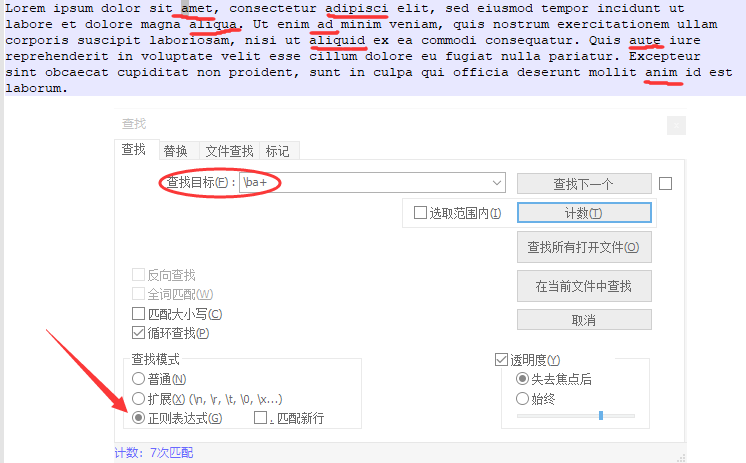 Lorem ipsum dolor sit amet, consectetur adipisci elit, sed eiusmod tempor incidunt ut
labore et dolore magna aliqua. Ut enim ad minim veniam, quis nostrum exercitationem ullam
corporis suscipit laboriosam, nisi ut aliquid ex ea commodi consequatur. Quis aute iure
reprehenderit in voluptate velit esse cillum dolore eu fugiat nulla pariatur. Excepteur
sint obcaecat cupiditat non proident, sunt in culpa qui officia deserunt mollit anim id est
laborum.
查找
查找 替换 文件查找 标记
查找目标(F)： \ba+ 查找下一个
选取范围内(I) 计数(T)
查找所有打开文件(O)
反向查找 在当前文件中查找
全词匹配(W)
匹配大小写(C) 取消
循环查找(P)
查找模式 透明度(Y)
普通(N) 失去焦点后
扩展(X) (\n, \r, \t, \0, \x...) 始终
正则表达式(G) . 匹配新行
计数: 7次匹配